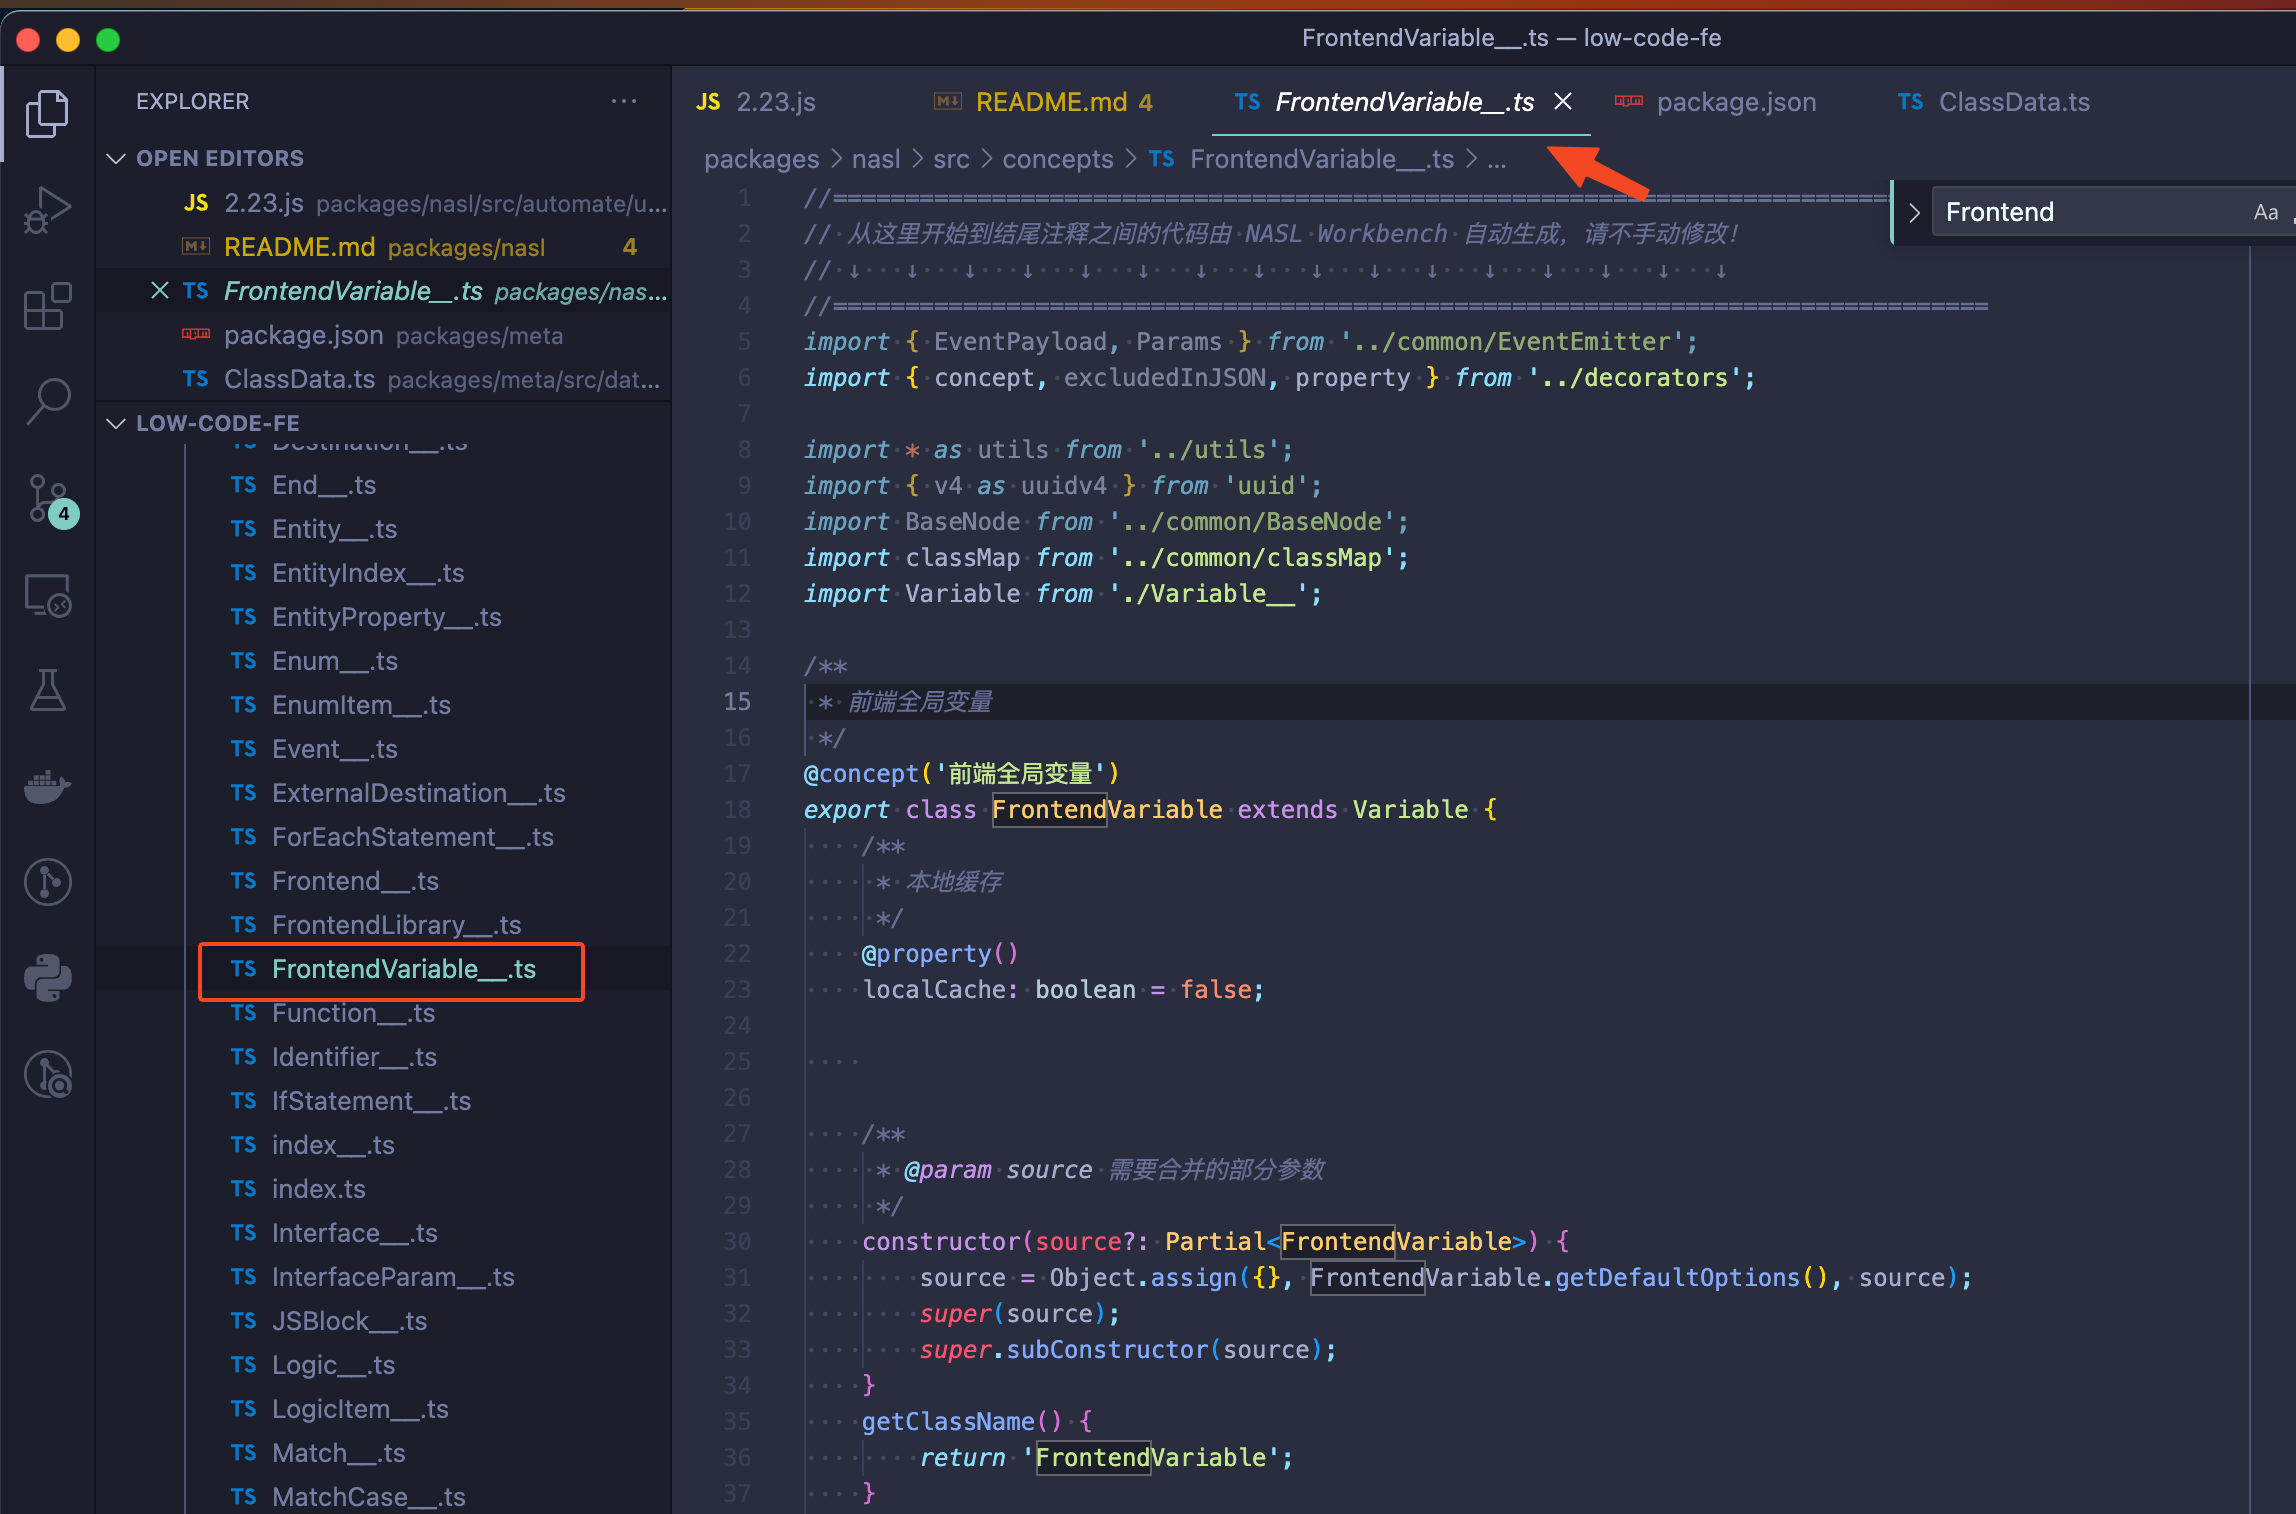 FrontendVariable__.ts — low-code-fe
EXPLORER
OPEN EDITORS
JS 2.23.js packages/nasl/src/automate/u...
README.md packages/nasl 4
TS FrontendVariable__.ts packages/nas...
package.json packages/meta
TS ClassData.ts packages/meta/src/dat...
LOW-CODE-FE
TS Destination__.ts
TS End__.ts
TS Entity__.ts
TS EntityIndex__.ts
TS EntityProperty__.ts
TS Enum__.ts
TS EnumItem__.ts
TS Event__.ts
TS ExternalDestination__.ts
TS ForEachStatement__.ts
TS Frontend__.ts
TS FrontendLibrary__.ts
TS FrontendVariable__.ts
TS Function__.ts
TS Identifier__.ts
TS IfStatement__.ts
TS index__.ts
TS index.ts
TS Interface__.ts
TS InterfaceParam__.ts
TS JSBlock__.ts
TS Logic__.ts
TS LogicItem__.ts
TS Match__.ts
TS MatchCase__.ts
4
JS 2.23.js
README.md 4
TS FrontendVariable__.ts
package.json
TS ClassData.ts
packages > nasl > src > concepts > TS FrontendVariable__.ts > ...
Frontend Aa
1 //================================================================================
2 // 从这里开始到结尾注释之间的代码由 NASL Workbench 自动生成，请不手动修改！
3 // ↓ ↓ ↓ ↓ ↓ ↓ ↓ ↓ ↓ ↓ ↓ ↓ ↓ ↓ ↓ ↓
4 //================================================================================
5 import { EventPayload, Params } from '../common/EventEmitter';
6 import { concept, excludedInJSON, property } from '../decorators';
7
8 import * as utils from '../utils';
9 import { v4 as uuidv4 } from 'uuid';
10 import BaseNode from '../common/BaseNode';
11 import classMap from '../common/classMap';
12 import Variable from './Variable__';
13
14 /**
15 * 前端全局变量
16 */
17 @concept('前端全局变量')
18 export class FrontendVariable extends Variable {
19 /**
20 * 本地缓存
21 */
22 @property()
23 localCache: boolean = false;
24
25
26
27 /**
28 * @param source 需要合并的部分参数
29 */
30 constructor(source?: Partial<FrontendVariable>) {
31 source = Object.assign({}, FrontendVariable.getDefaultOptions(), source);
32 super(source);
33 super.subConstructor(source);
34 }
35 getClassName() {
36 return 'FrontendVariable';
37 }